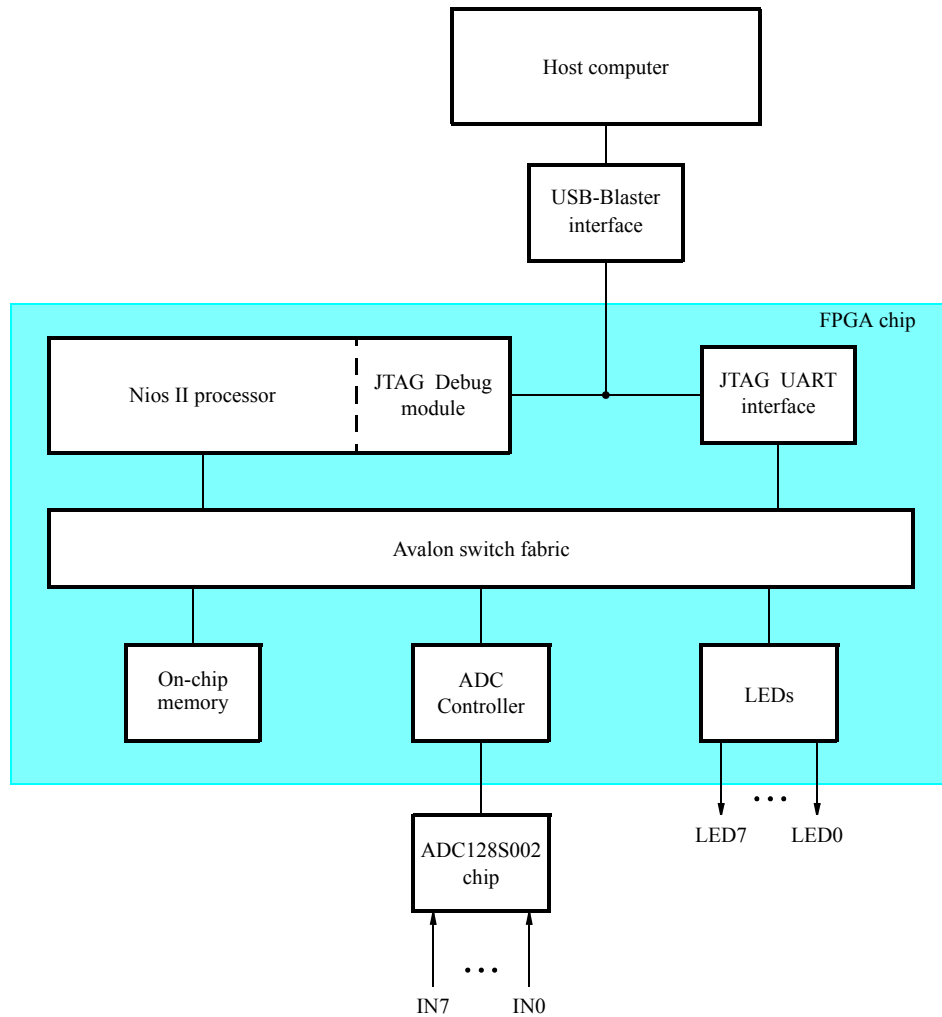 Host computer
USB-Blaster
interface
FPGA chip
Nios II processor
JTAG Debug
module
JTAG UART
interface
Avalon switch fabric
On-chip
memory
ADC
Controller
LEDs
LED7
LED0
ADC128S002
chip
IN7
IN0